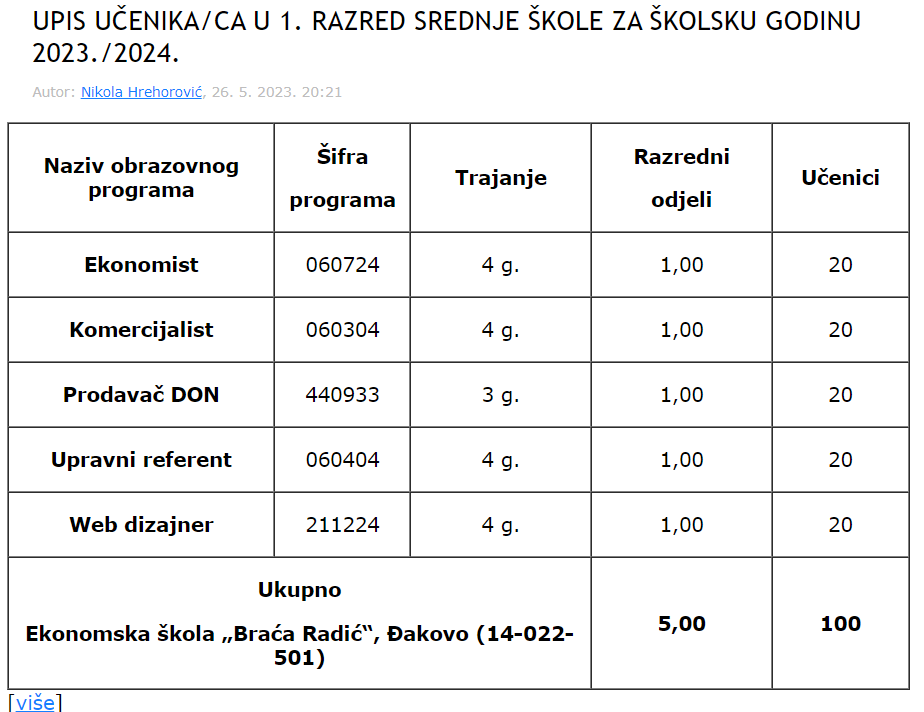 UPIS UČENIKA/CA U 1. RAZRED SREDNJE ŠKOLE ZA ŠKOLSKU GODINU
2023./2024.
Autor: Nikola Hrehorović, 26. 5. 2023. 20:21
Naziv obrazovnog programa Šifra programa Trajanje Razredni odjeli Učenici
Ekonomist 060724 4 g. 1,00 20
Komercijalist 060304 4 g. 1,00 20
Prodavač DON 440933 3 g. 1,00 20
Upravni referent 060404 4 g. 1,00 20
Web dizajner 211224 4 g. 1,00 20
Ukupno
Ekonomska škola „Braća Radić“, Đakovo (14-022-
501) 5,00 100
[više]